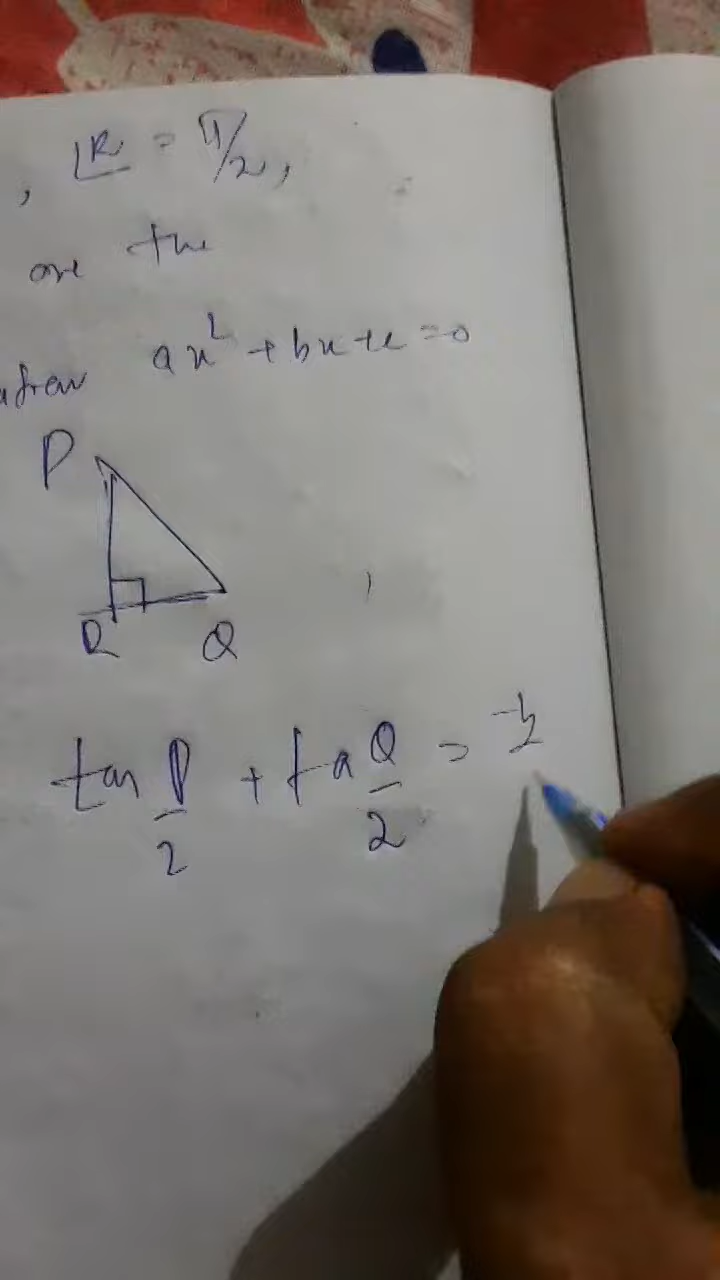 , ∠R = π/2,
are the
ax² + bx + c = 0
P
R Q
tan P/2 + tan Q/2 = -b